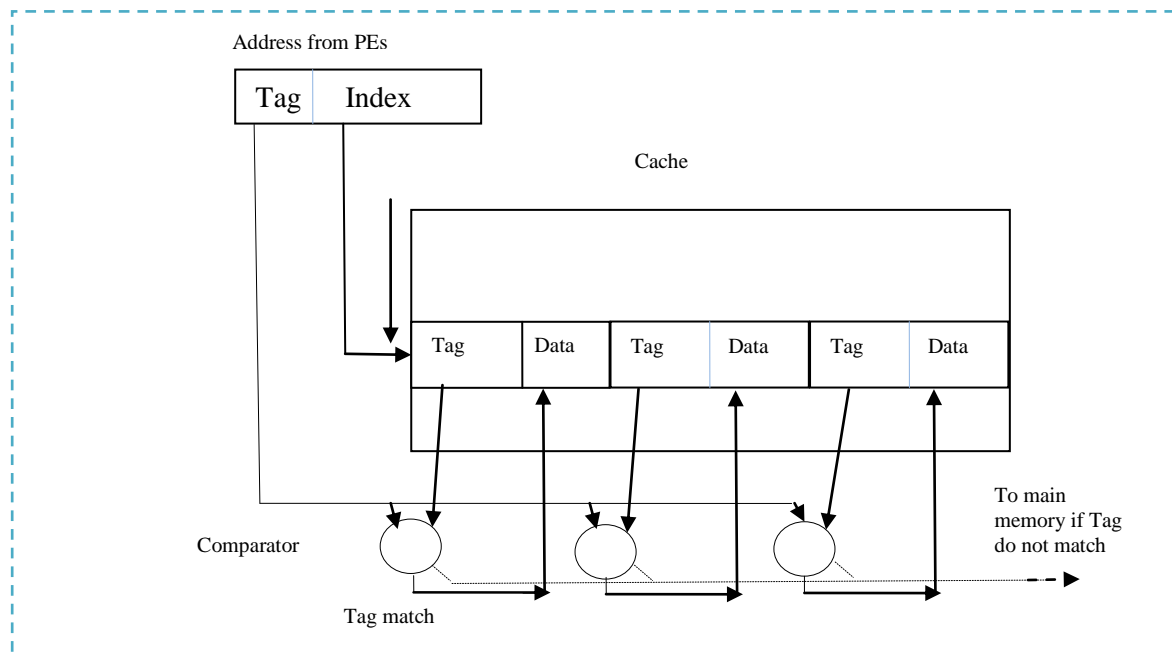 Address from PEs
Tag Index
Cache
Tag Data Tag Data Tag Data
To main
memory if Tag
do not match
Comparator
Tag match